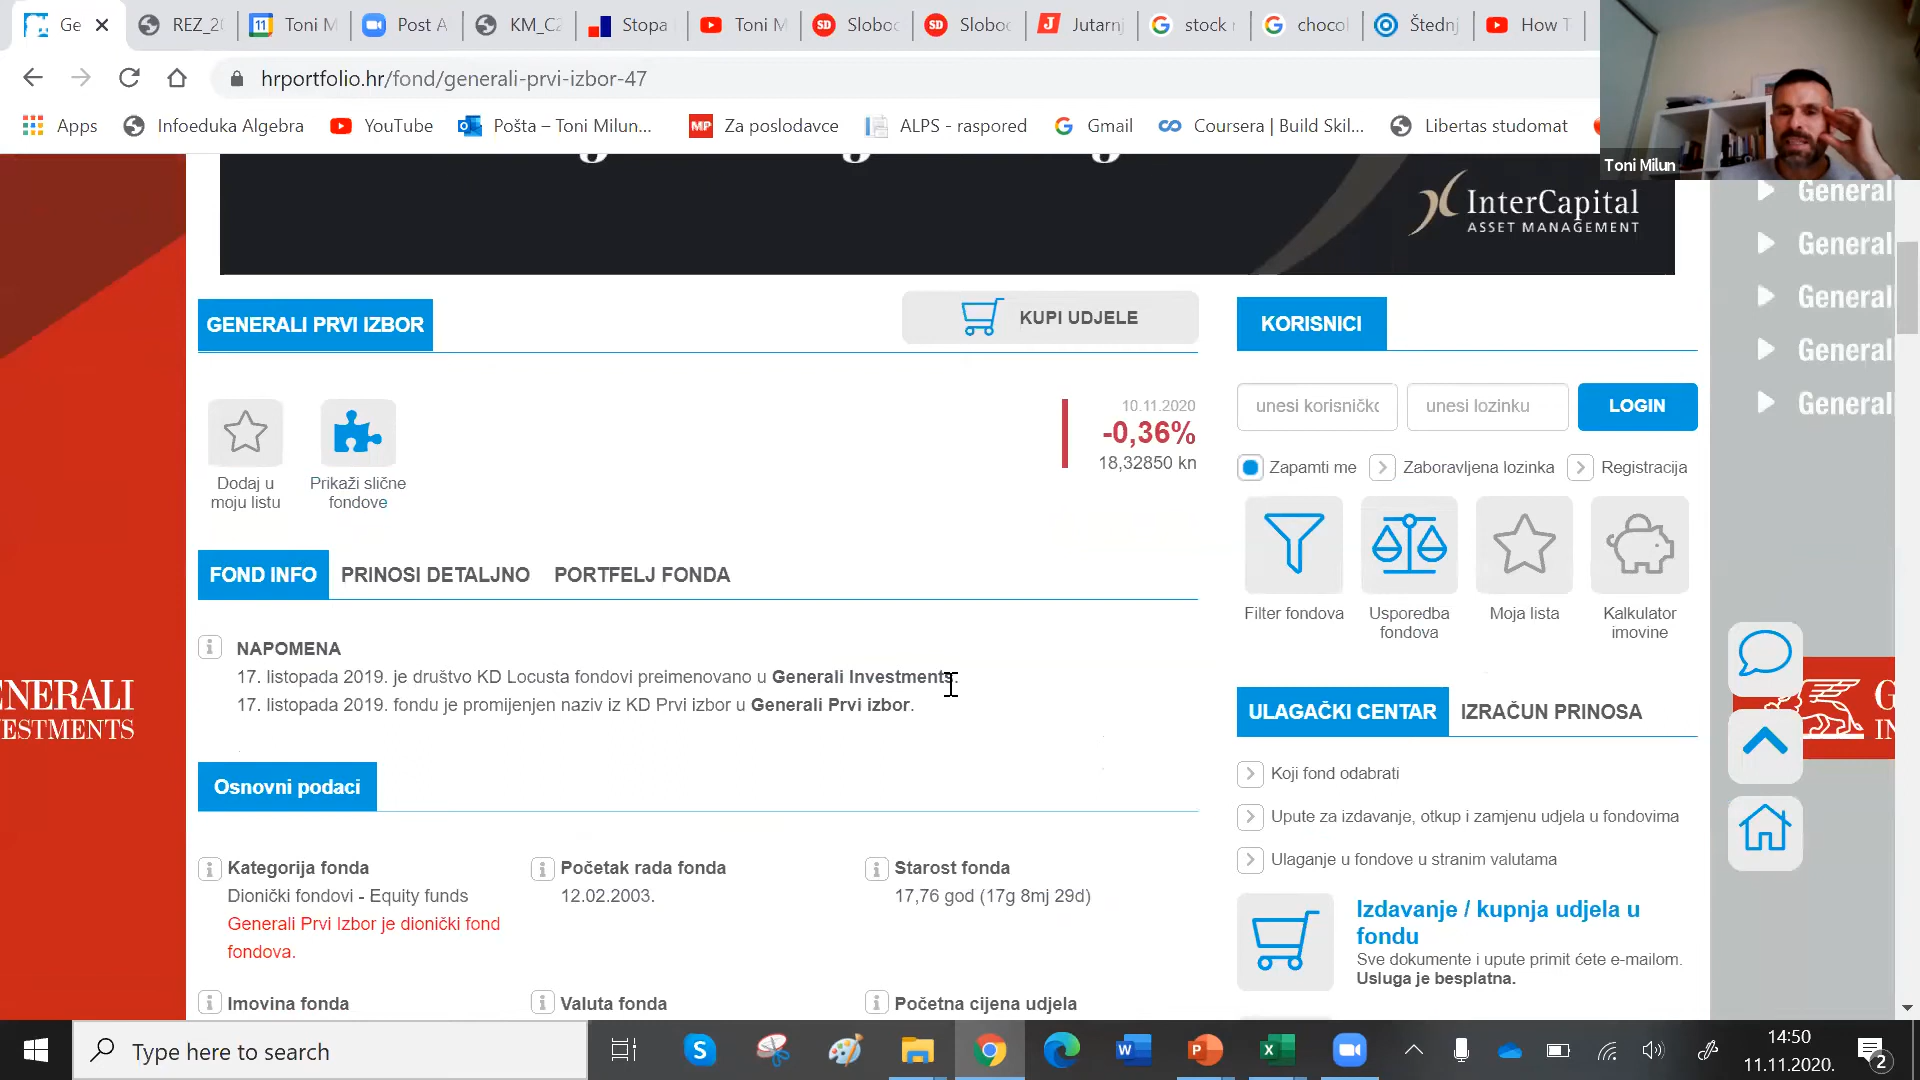 Ge
REZ_2
Toni M
Post A
KM_C2
Stopa
Toni M
Sloboc
Sloboc
Jutarnj
stock
chocol
Štednj
How T
hrportfolio.hr/fond/generali-prvi-izbor-47
Apps
Infoeduka Algebra
YouTube
Pošta – Toni Milun...
Za poslodavce
ALPS - raspored
Gmail
Coursera | Build Skil...
Libertas studomat
Toni Milun
InterCapital
ASSET MANAGEMENT
General
General
General
General
General
GENERALI PRVI IZBOR
KUPI UDJELE
KORISNICI
Dodaj u
moju listu
Prikaži slične
fondove
10.11.2020
-0,36%
18,32850 kn
unesi korisničko
unesi lozinku
LOGIN
Zapamti me
Zaboravljena lozinka
Registracija
Filter fondova
Usporedba
fondova
Moja lista
Kalkulator
imovine
FOND INFO
PRINOSI DETALJNO
PORTFELJ FONDA
NAPOMENA
17. listopada 2019. je društvo KD Locusta fondovi preimenovano u Generali Investments.
17. listopada 2019. fondu je promijenjen naziv iz KD Prvi izbor u Generali Prvi izbor.
ENERALI
ESTMENTS
ULAGAČKI CENTAR
IZRAČUN PRINOSA
Koji fond odabrati
Upute za izdavanje, otkup i zamjenu udjela u fondovima
Ulaganje u fondove u stranim valutama
Izdavanje / kupnja udjela u
fondu
Sve dokumente i upute primit ćete e-mailom.
Usluga je besplatna.
G
IN
Osnovni podaci
Kategorija fonda
Dionički fondovi - Equity funds
Generali Prvi Izbor je dionički fond
fondova.
Početak rada fonda
12.02.2003.
Starost fonda
17,76 god (17g 8mj 29d)
Imovina fonda
Valuta fonda
Početna cijena udjela
Type here to search
14:50
11.11.2020.
2